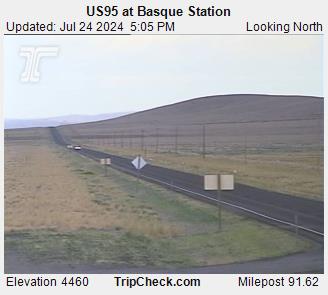 US95 at Basque Station
Updated: Jul 24 2024 5:05 PM Looking North
Elevation 4460 TripCheck.com Milepost 91.62